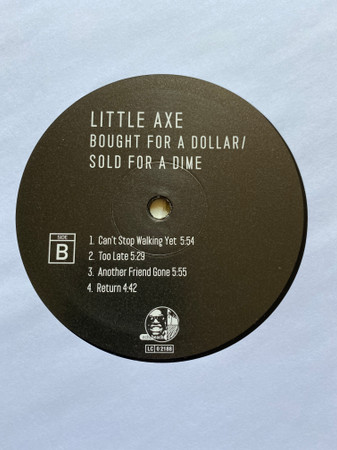 LITTLE AXE
BOUGHT FOR A DOLLAR/
SOLD FOR A DIME
SIDE
B
1. Can't Stop Walking Yet 5:54
2. Too Late 5:29
3. Another Friend Gone 5:55
4. Return 4:42
LC 02188